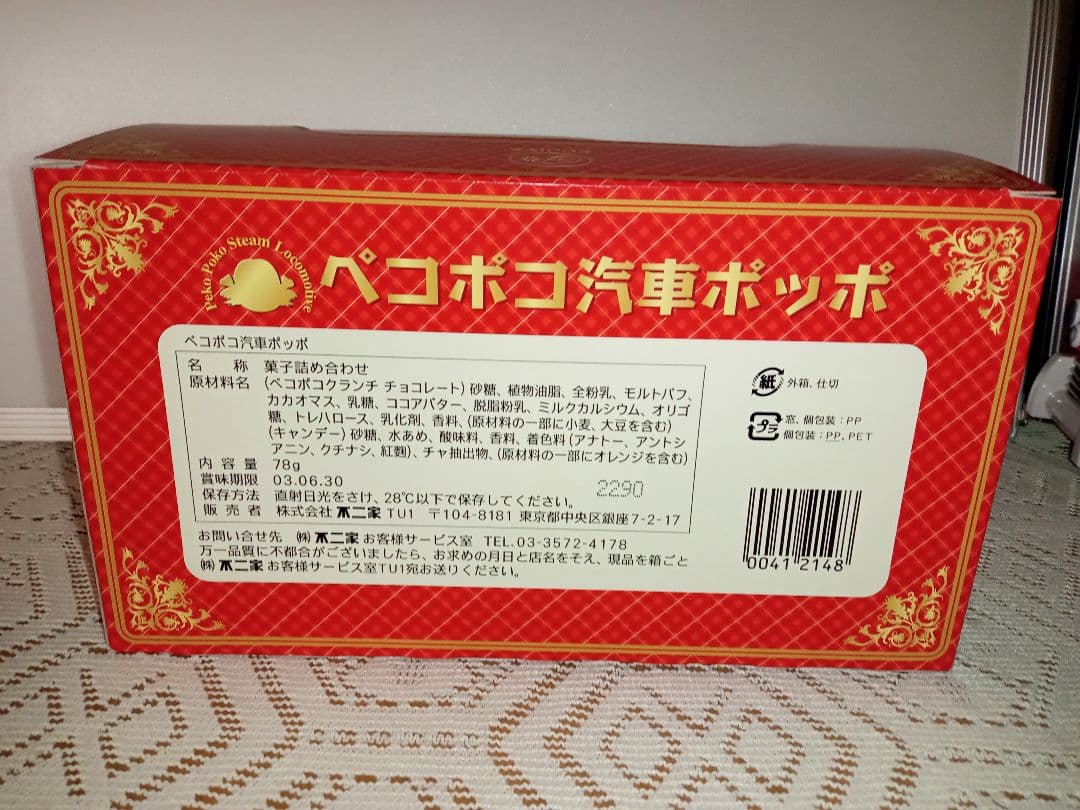 Peko Poko Steam Locomotive
ペコポコ汽車ポッポ
ペコポコ汽車ポッポ
名　称 菓子詰め合わせ
原材料名 (ペコポコクランチ チョコレート) 砂糖、植物油脂、全粉乳、モルトパフ、
カカオマス、乳糖、ココアバター、脱脂粉乳、ミルクカルシウム、オリゴ
糖、トレハロース、乳化剤、香料、(原材料の一部に小麦、大豆を含む)
(キャンデー) 砂糖、水あめ、酸味料、香料、着色料(アナトー、アントシ
アニン、クチナシ、紅麹)、チャ抽出物、(原材料の一部にオレンジを含む)
内容量 78g
賞味期限 03.06.30
2290
保存方法 直射日光をさけ、28℃以下で保存してください。
販売者 株式会社 不二家 TU1 〒104-8181 東京都中央区銀座7-2-17
お問い合せ先 ㈱不二家お客様サービス室 TEL.03-3572-4178
万一品質に不都合がございましたら、お求めの月日と店名をそえ、現品を箱ごと
㈱不二家お客様サービス室TU1宛お送りください。
紙 外箱、仕切
プラ 窓、個包装：PP
個包装：PP、PET
0041 2148